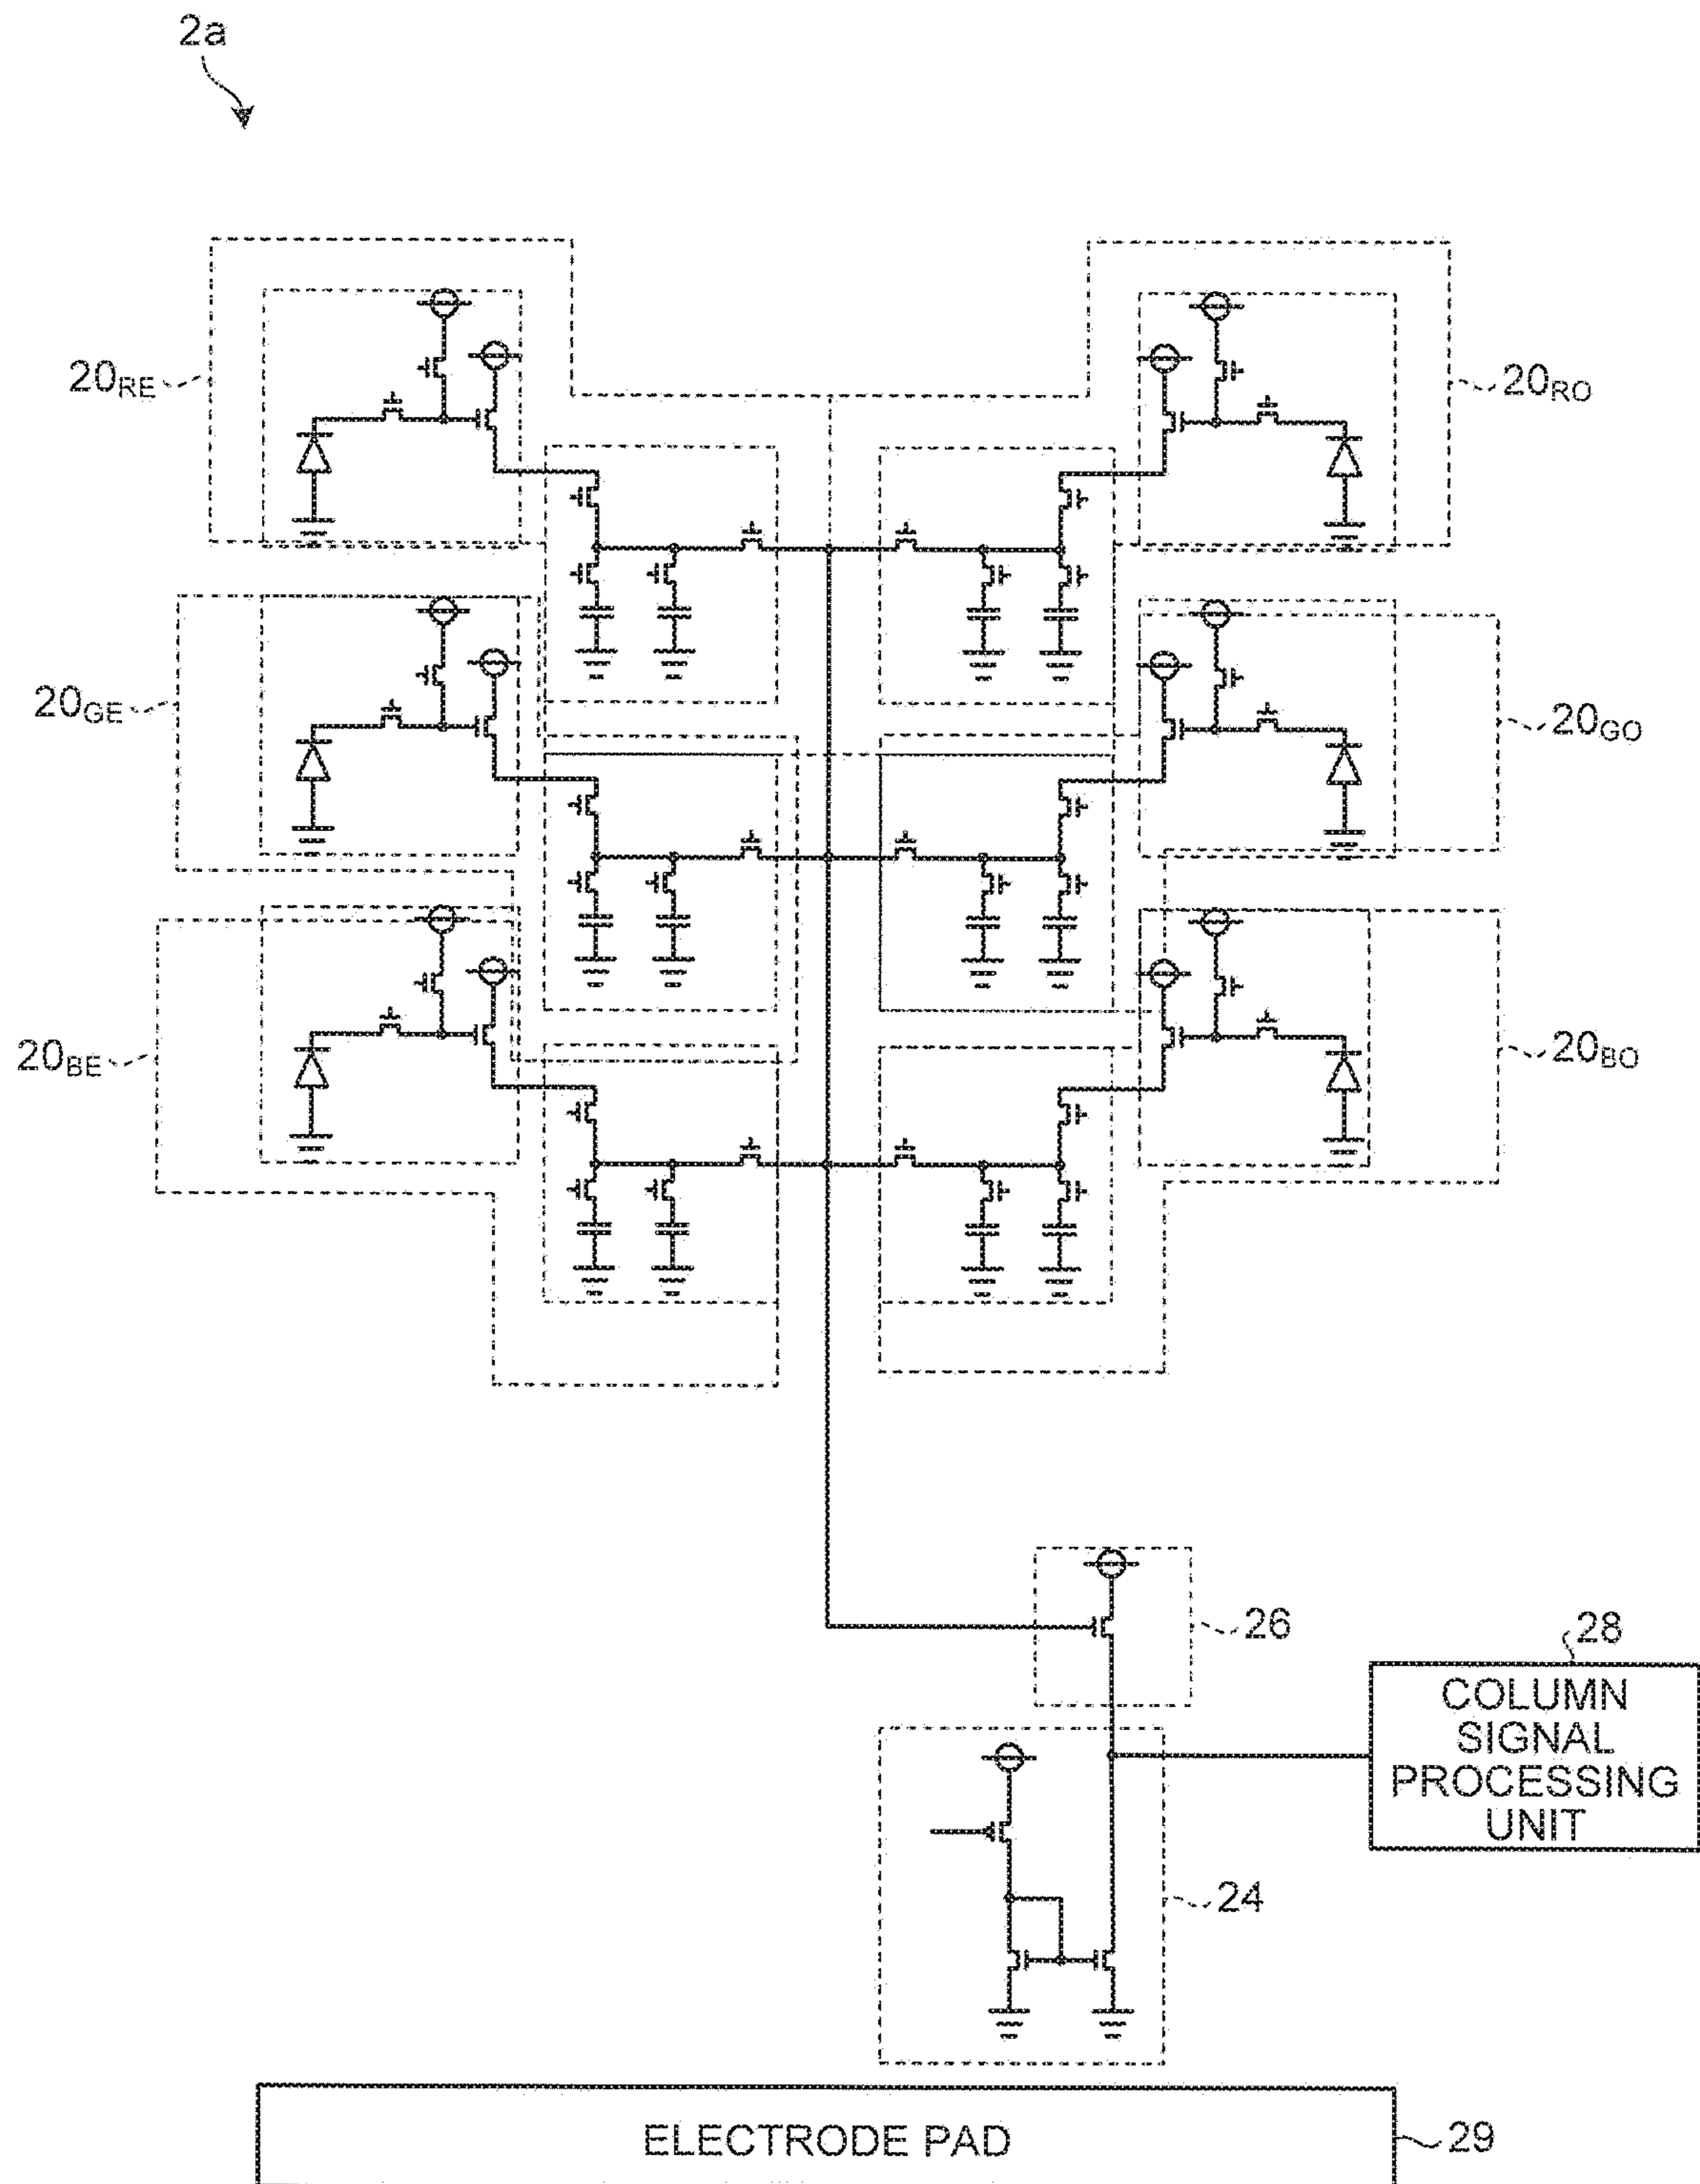 2a
20RE
20RO
20GE
20GO
20BE
20BO
26
28
COLUMN
SIGNAL
PROCESSING
UNIT
24
ELECTRODE PAD
29